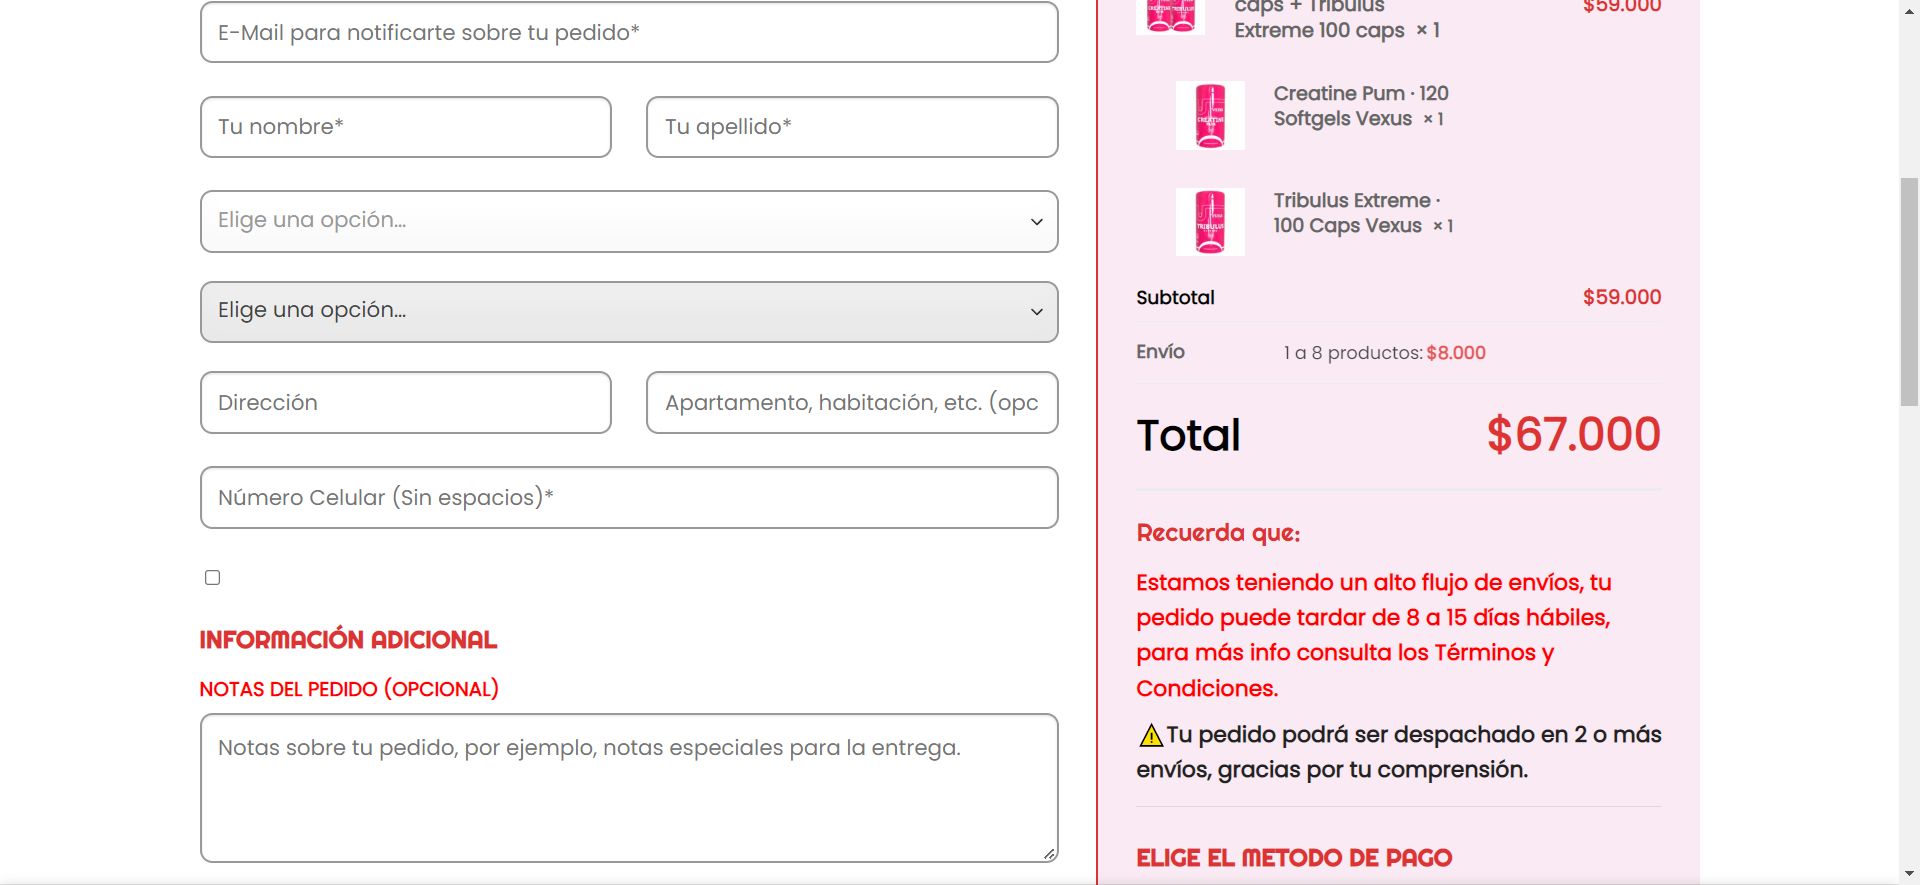 E-Mail para notificarte sobre tu pedido*
Tu nombre*
Tu apellido*
Elige una opción...
Elige una opción...
Dirección
Apartamento, habitación, etc. (opc
Número Celular (Sin espacios)*
INFORMACIÓN ADICIONAL
NOTAS DEL PEDIDO (OPCIONAL)
Notas sobre tu pedido, por ejemplo, notas especiales para la entrega.
caps + Tribulus
$59.000
Extreme 100 caps × 1
Creatine Pum · 120
Softgels Vexus × 1
Tribulus Extreme ·
100 Caps Vexus × 1
Subtotal
$59.000
Envío
1 a 8 productos: $8.000
Total
$67.000
Recuerda que:
Estamos teniendo un alto flujo de envíos, tu
pedido puede tardar de 8 a 15 días hábiles,
para más info consulta los Términos y
Condiciones.
⚠Tu pedido podrá ser despachado en 2 o más
envíos, gracias por tu comprensión.
ELIGE EL METODO DE PAGO